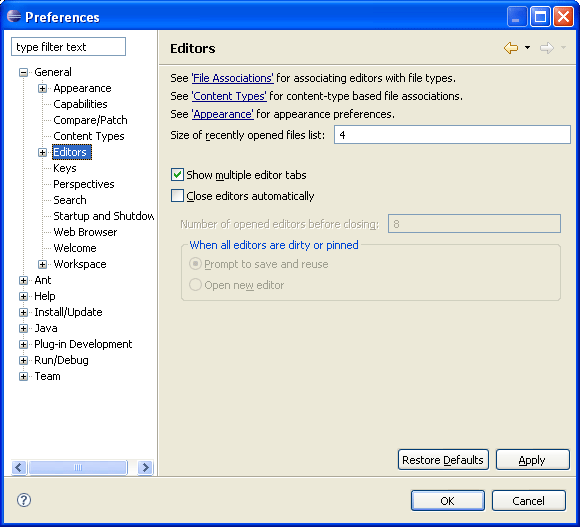 Preferences
type filter text
General
Appearance
Capabilities
Compare/Patch
Content Types
Editors
Keys
Perspectives
Search
Startup and Shutdow
Web Browser
Welcome
Workspace
Ant
Help
Install/Update
Java
Plug-in Development
Run/Debug
Team
Editors
See 'File Associations' for associating editors with file types.
See 'Content Types' for content-type based file associations.
See 'Appearance' for appearance preferences.
Size of recently opened files list: 4
Show multiple editor tabs
Close editors automatically
Number of opened editors before closing: 8
When all editors are dirty or pinned
Prompt to save and reuse
Open new editor
Restore Defaults Apply
? OK Cancel